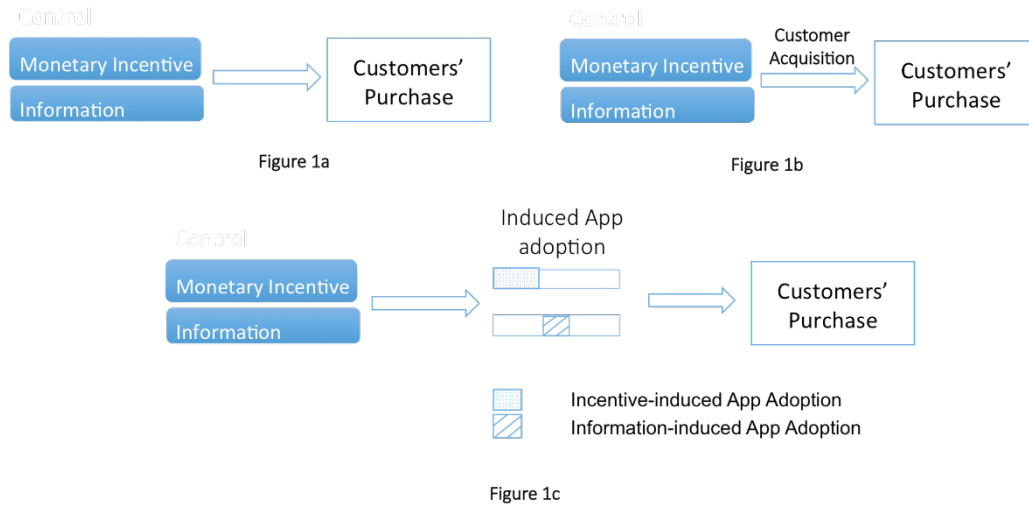 Control
Monetary Incentive
Information
Customers'
Purchase
Figure 1a
Control
Monetary Incentive
Information
Customer
Acquisition
Customers'
Purchase
Figure 1b
Control
Monetary Incentive
Information
Induced App
adoption
Customers'
Purchase
Incentive-induced App Adoption
Information-induced App Adoption
Figure 1c